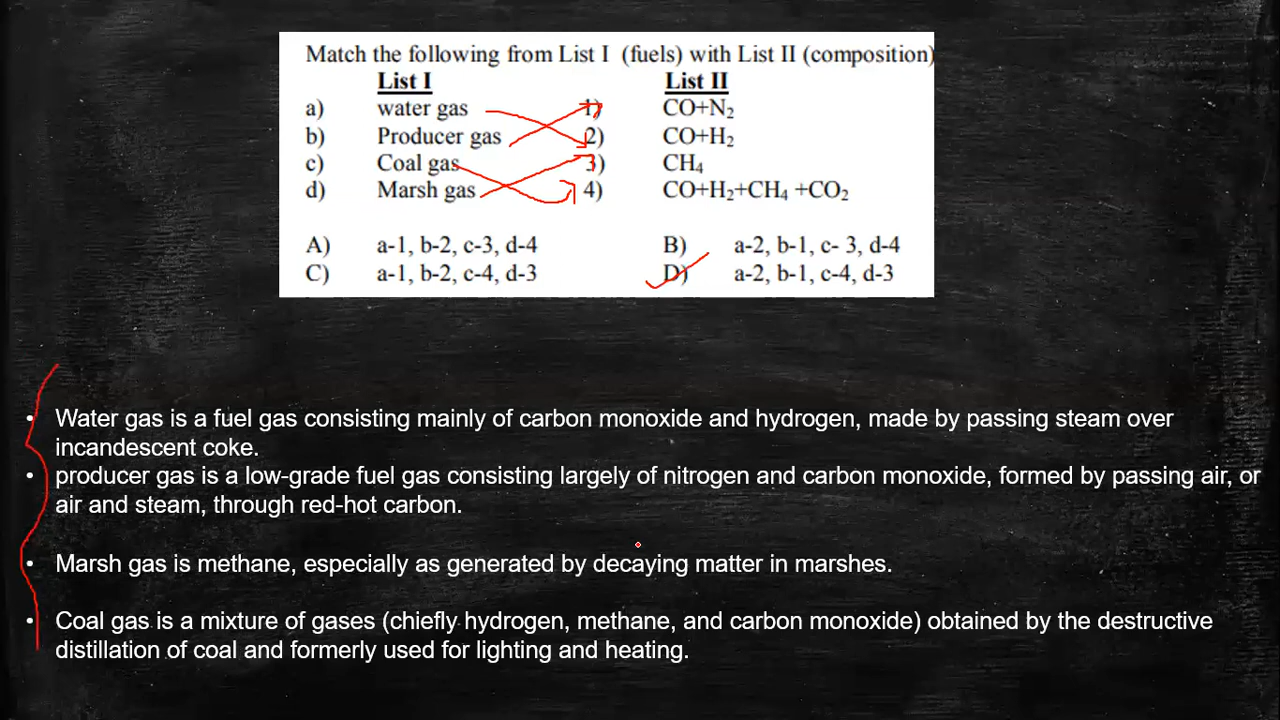 Match the following from List I (fuels) with List II (composition)
List I List II
a) water gas 1) CO+N₂
b) Producer gas 2) CO+H₂
c) Coal gas 3) CH₄
d) Marsh gas 4) CO+H₂+CH₄ +CO₂
A) a-1, b-2, c-3, d-4 B) a-2, b-1, c- 3, d-4
C) a-1, b-2, c-4, d-3 D) a-2, b-1, c-4, d-3
• Water gas is a fuel gas consisting mainly of carbon monoxide and hydrogen, made by passing steam over
incandescent coke.
• producer gas is a low-grade fuel gas consisting largely of nitrogen and carbon monoxide, formed by passing air, or
air and steam, through red-hot carbon.
• Marsh gas is methane, especially as generated by decaying matter in marshes.
• Coal gas is a mixture of gases (chiefly hydrogen, methane, and carbon monoxide) obtained by the destructive
distillation of coal and formerly used for lighting and heating.